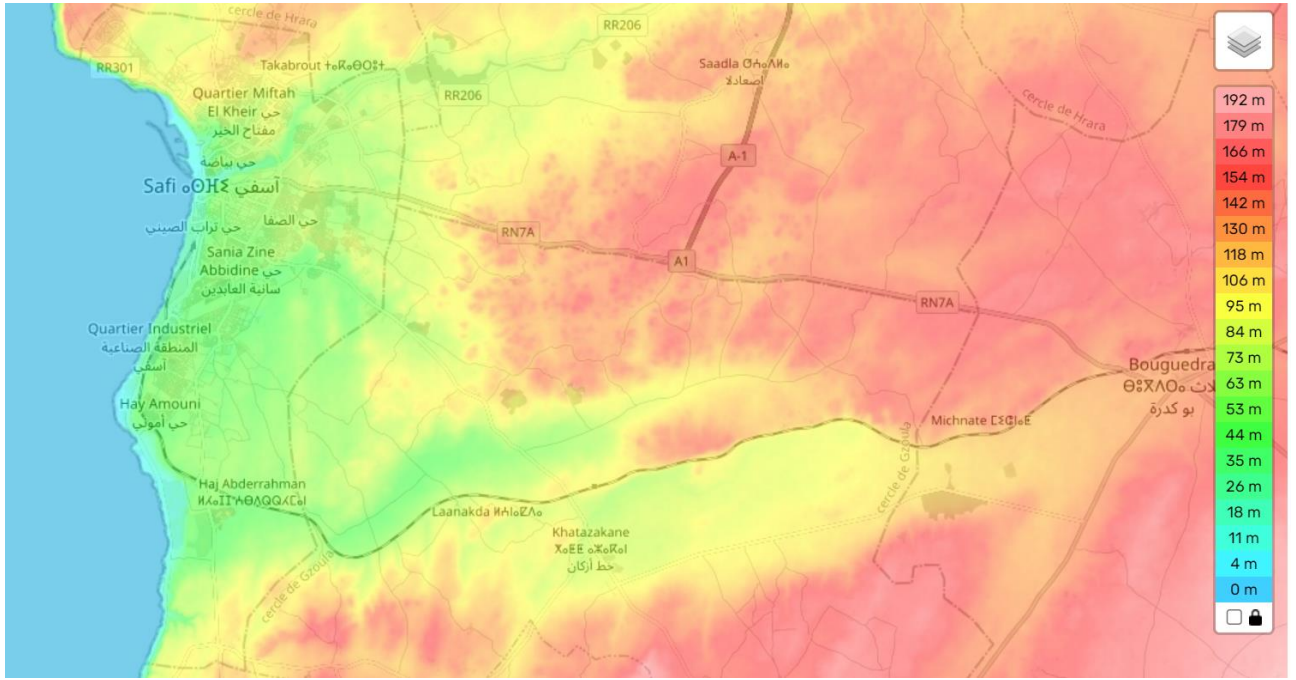 cercle de Hrara
RR206
RR301
Takabrout ⵜⴰⴽⴰⴱⵔⵓⵜ
Saadla
اصعادلا
192 m
Quartier Miftah
El Kheir حي
مفتاح الخير
RR206
cercle de Hrara
179 m
166 m
حي بياضة
A-1
154 m
Safi ⴰⵙⴼⵉ آسفي
142 m
حي تراب الصيني
حي الصفا
RN7A
130 m
Sania Zine
Abbidine حي
سانية العابدين
A1
118 m
106 m
RN7A
95 m
Quartier Industriel
المنطقة الصناعية
آسفي
84 m
Bouguedra
73 m
ⴱⵓⴳⴷⵔⴰ
بو كدرة
63 m
Hay Amouni
حي أموني
Michnate
53 m
cercle de Gzoula
44 m
35 m
Haj Abderrahman
26 m
Laanakda
18 m
Khatazakane
خط أزكان
11 m
4 m
cercle de Gzoula
0 m